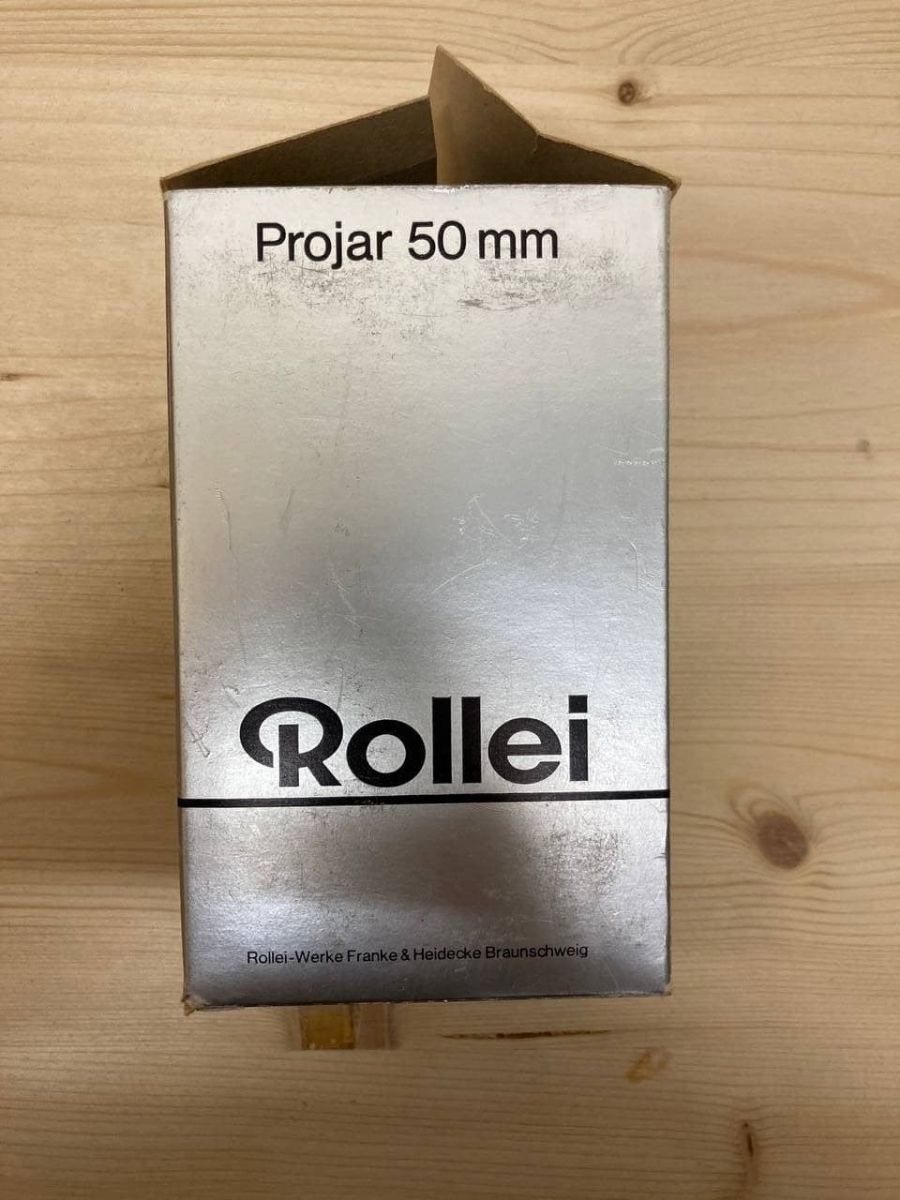 Projar 50 mm
Rollei
Rollei-Werke Franke & Heidecke Braunschweig